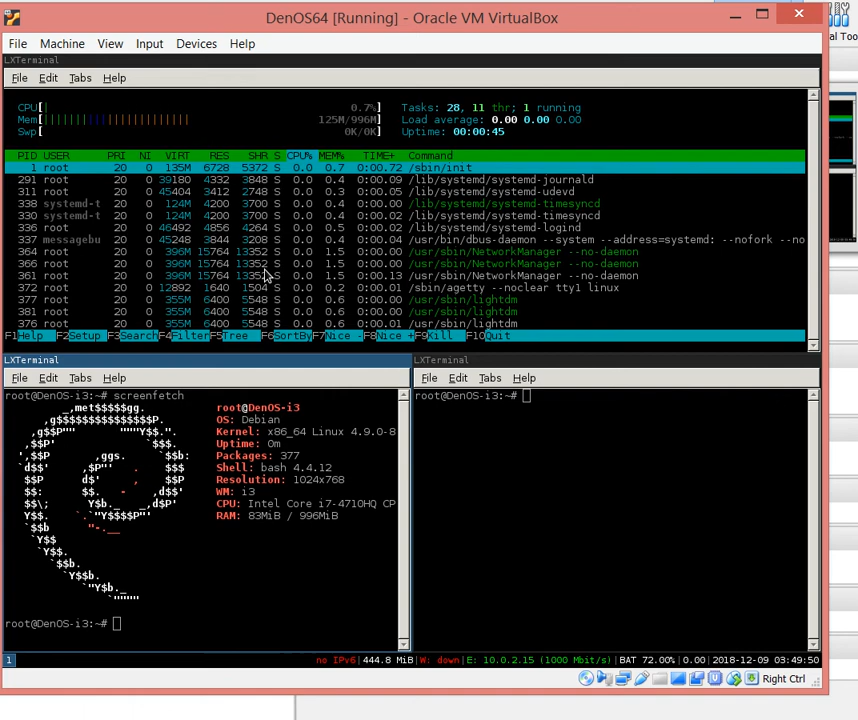 DenOS64 [Running] - Oracle VM VirtualBox
al Too
File Machine View Input Devices Help
LXTerminal
File Edit Tabs Help
CPU[| 0.7%] Tasks: 28, 11 thr; 1 running
Mem[||||||||||||||||||||||||| 125M/996M] Load average: 0.00 0.00 0.00
Swp[ 0K/0K] Uptime: 00:00:45
PID USER PRI NI VIRT RES SHR S CPU% MEM% TIME+ Command
1 root 20 0 135M 6728 5372 S 0.0 0.7 0:00.72 /sbin/init
291 root 20 0 39180 4332 3848 S 0.0 0.4 0:00.09 /lib/systemd/systemd-journald
311 root 20 0 45404 3412 2748 S 0.0 0.3 0:00.05 /lib/systemd/systemd-udevd
338 systemd-t 20 0 124M 4200 3700 S 0.0 0.4 0:00.00 /lib/systemd/systemd-timesyncd
330 systemd-t 20 0 124M 4200 3700 S 0.0 0.4 0:00.02 /lib/systemd/systemd-timesyncd
336 root 20 0 46492 4856 4264 S 0.0 0.5 0:00.01 /lib/systemd/systemd-logind
337 messagebu 20 0 45248 3844 3208 S 0.0 0.4 0:00.04 /usr/bin/dbus-daemon --system --address=systemd: --nofork --no
364 root 20 0 396M 15764 13352 S 0.0 1.5 0:00.00 /usr/sbin/NetworkManager --no-daemon
366 root 20 0 396M 15764 13352 S 0.0 1.5 0:00.02 /usr/sbin/NetworkManager --no-daemon
361 root 20 0 396M 15764 13352 S 0.0 1.5 0:00.13 /usr/sbin/NetworkManager --no-daemon
372 root 20 0 12892 1640 1504 S 0.0 0.2 0:00.01 /sbin/agetty --noclear tty1 linux
377 root 20 0 355M 6400 5548 S 0.0 0.6 0:00.00 /usr/sbin/lightdm
381 root 20 0 355M 6400 5548 S 0.0 0.6 0:00.01 /usr/sbin/lightdm
376 root 20 0 355M 6400 5548 S 0.0 0.6 0:00.01 /usr/sbin/lightdm
F1Help F2Setup F3SearchF4FilterF5Tree F6SortByF7Nice -F8Nice +F9Kill F10Quit
LXTerminal
File Edit Tabs Help
root@DenOS-i3:~# screenfetch
root@DenOS-i3
OS: Debian
Kernel: x86_64 Linux 4.9.0-8
Uptime: 0m
Packages: 377
Shell: bash 4.4.12
Resolution: 1024x768
WM: i3
CPU: Intel Core i7-4710HQ CP
RAM: 83MiB / 996MiB
root@DenOS-i3:~#
LXTerminal
File Edit Tabs Help
root@DenOS-i3:~#
1 no IPv6|444.8 MiB|W: down|E: 10.0.2.15 (1000 Mbit/s)|BAT 72.00%|0.00|2018-12-09 03:49:50
Right Ctrl